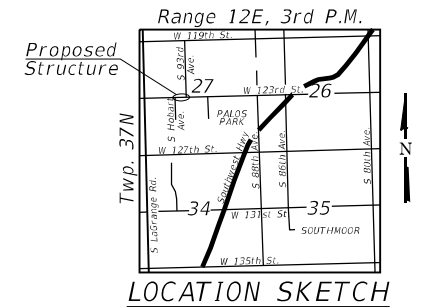 Range 12E, 3rd P.M.
W 119th St.
Proposed
Structure
S 93rd
Ave.
27
W 123rd St.
26
S Hobart
Ave.
PALOS
PARK
Twp. 37N
Southwest Hwy
S 88th Ave.
S 86th Ave.
S 80th Ave.
N
W 127th St.
S LaGrange Rd.
34
W 131st St.
35
SOUTHMOOR
W 135th St.
LOCATION SKETCH